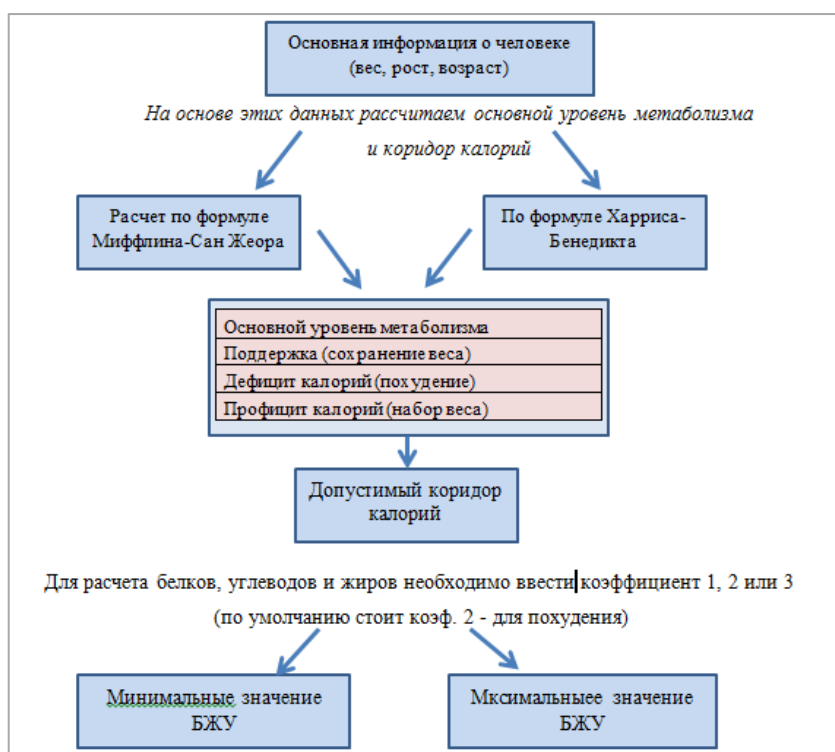 Основная информация о человеке
(вес, рост, возраст)
На основе этих данных рассчитаем основной уровень метаболизма
и коридор калорий
Расчет по формуле
Миффлина-Сан Жеора
По формуле Харриса-
Бенедикта
Основной уровень метаболизма
Поддержка (сохранение веса)
Дефицит калорий (похудение)
Профицит калорий (набор веса)
Допустимый коридор
калорий
Для расчета белков, углеводов и жиров необходимо ввести коэффициент 1, 2 или 3
(по умолчанию стоит коэф. 2 - для похудения)
Минимальные значение
БЖУ
Мксимальныее значение
БЖУ